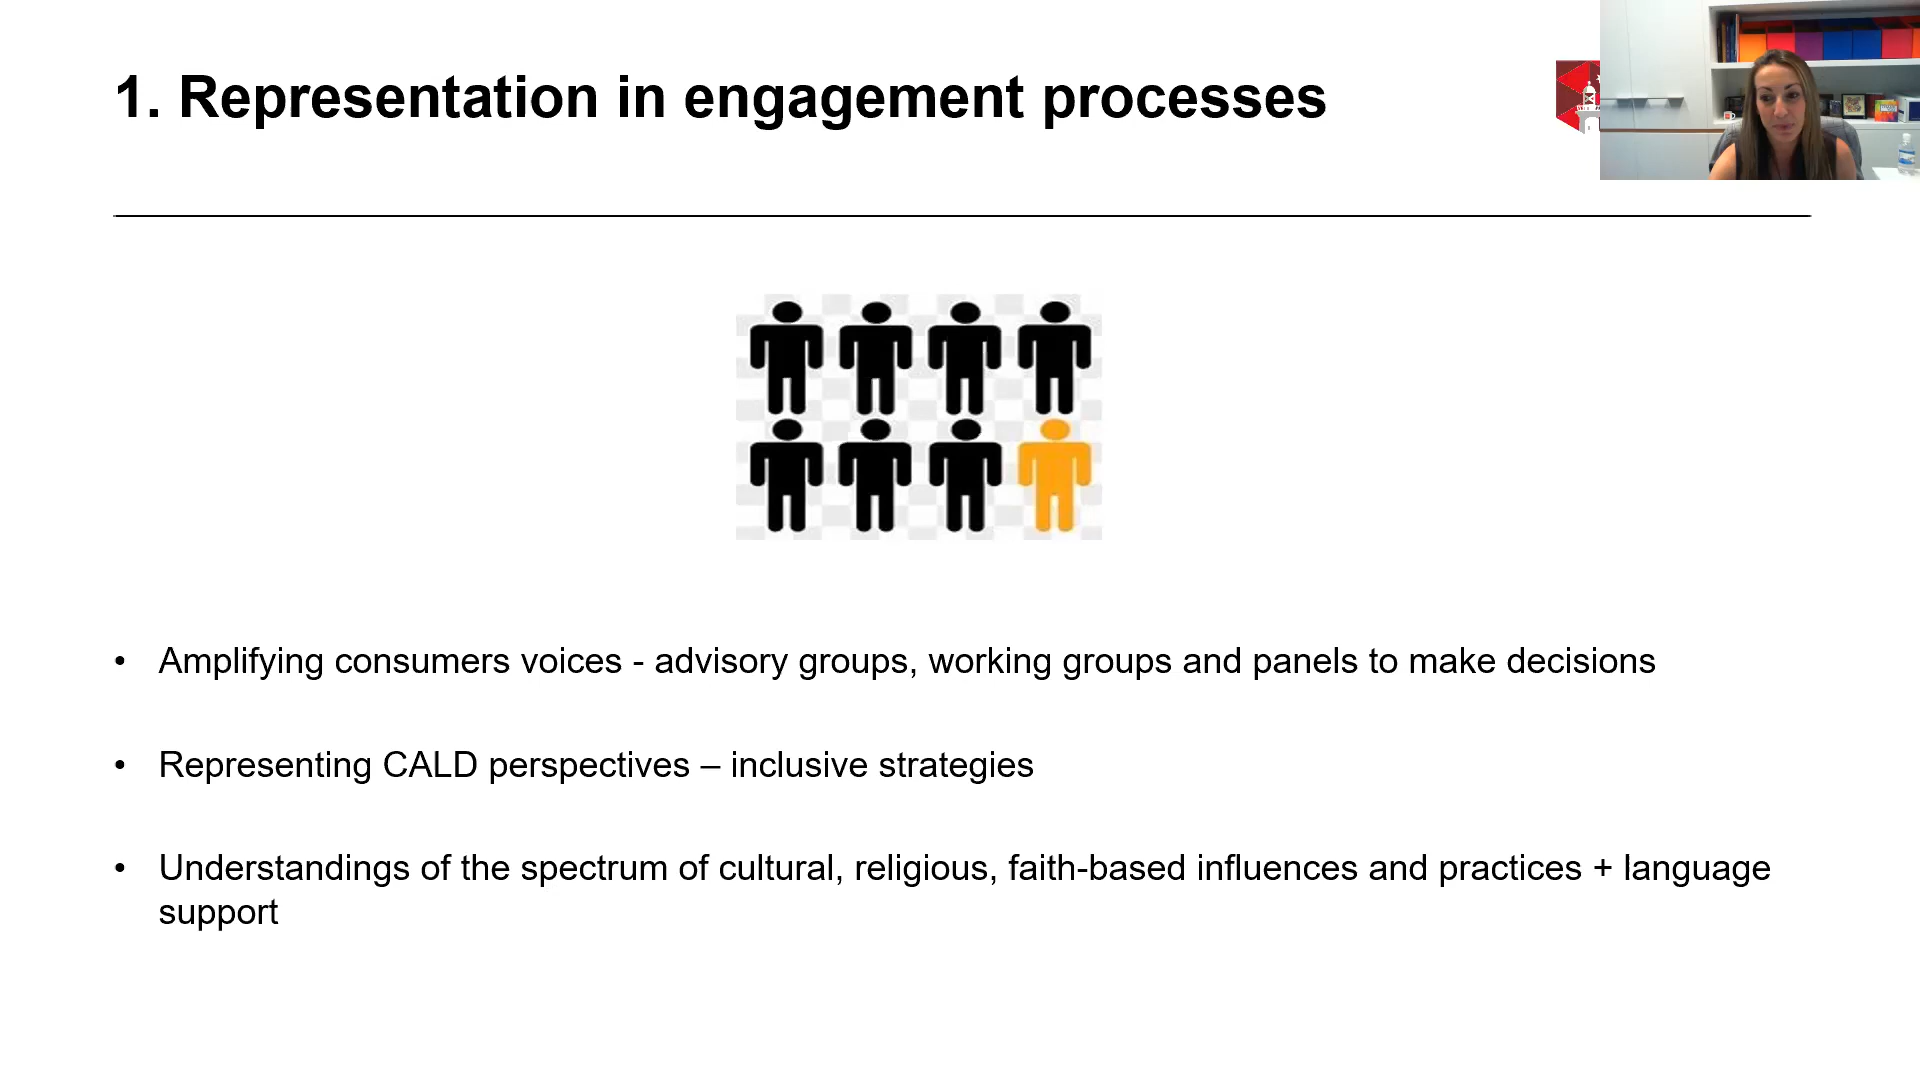 1. Representation in engagement processes
• Amplifying consumers voices - advisory groups, working groups and panels to make decisions
• Representing CALD perspectives – inclusive strategies
• Understandings of the spectrum of cultural, religious, faith-based influences and practices + language
support